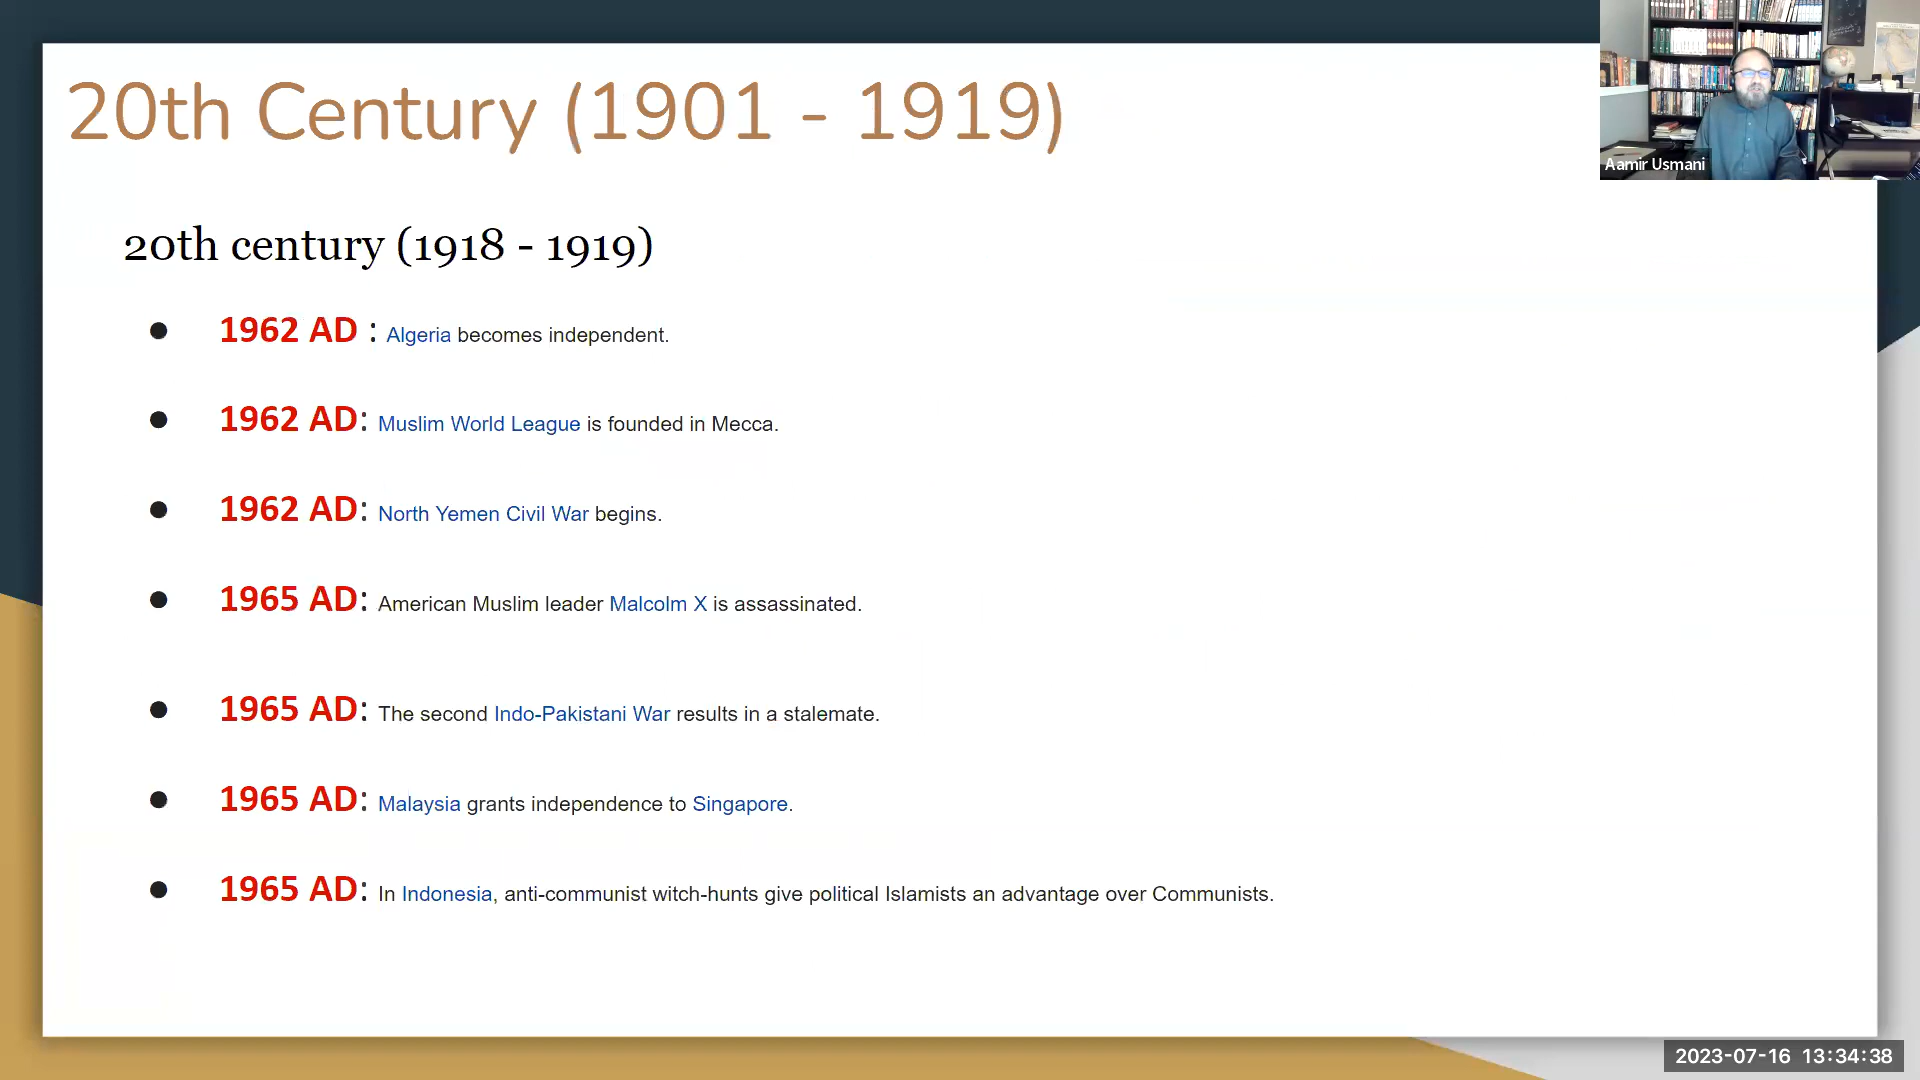 20th Century (1901 - 1919)
Aamir Usmani
20th century (1918 - 1919)
● 1962 AD : Algeria becomes independent.
● 1962 AD: Muslim World League is founded in Mecca.
● 1962 AD: North Yemen Civil War begins.
● 1965 AD: American Muslim leader Malcolm X is assassinated.
● 1965 AD: The second Indo-Pakistani War results in a stalemate.
● 1965 AD: Malaysia grants independence to Singapore.
● 1965 AD: In Indonesia, anti-communist witch-hunts give political Islamists an advantage over Communists.
2023-07-16 13:34:38